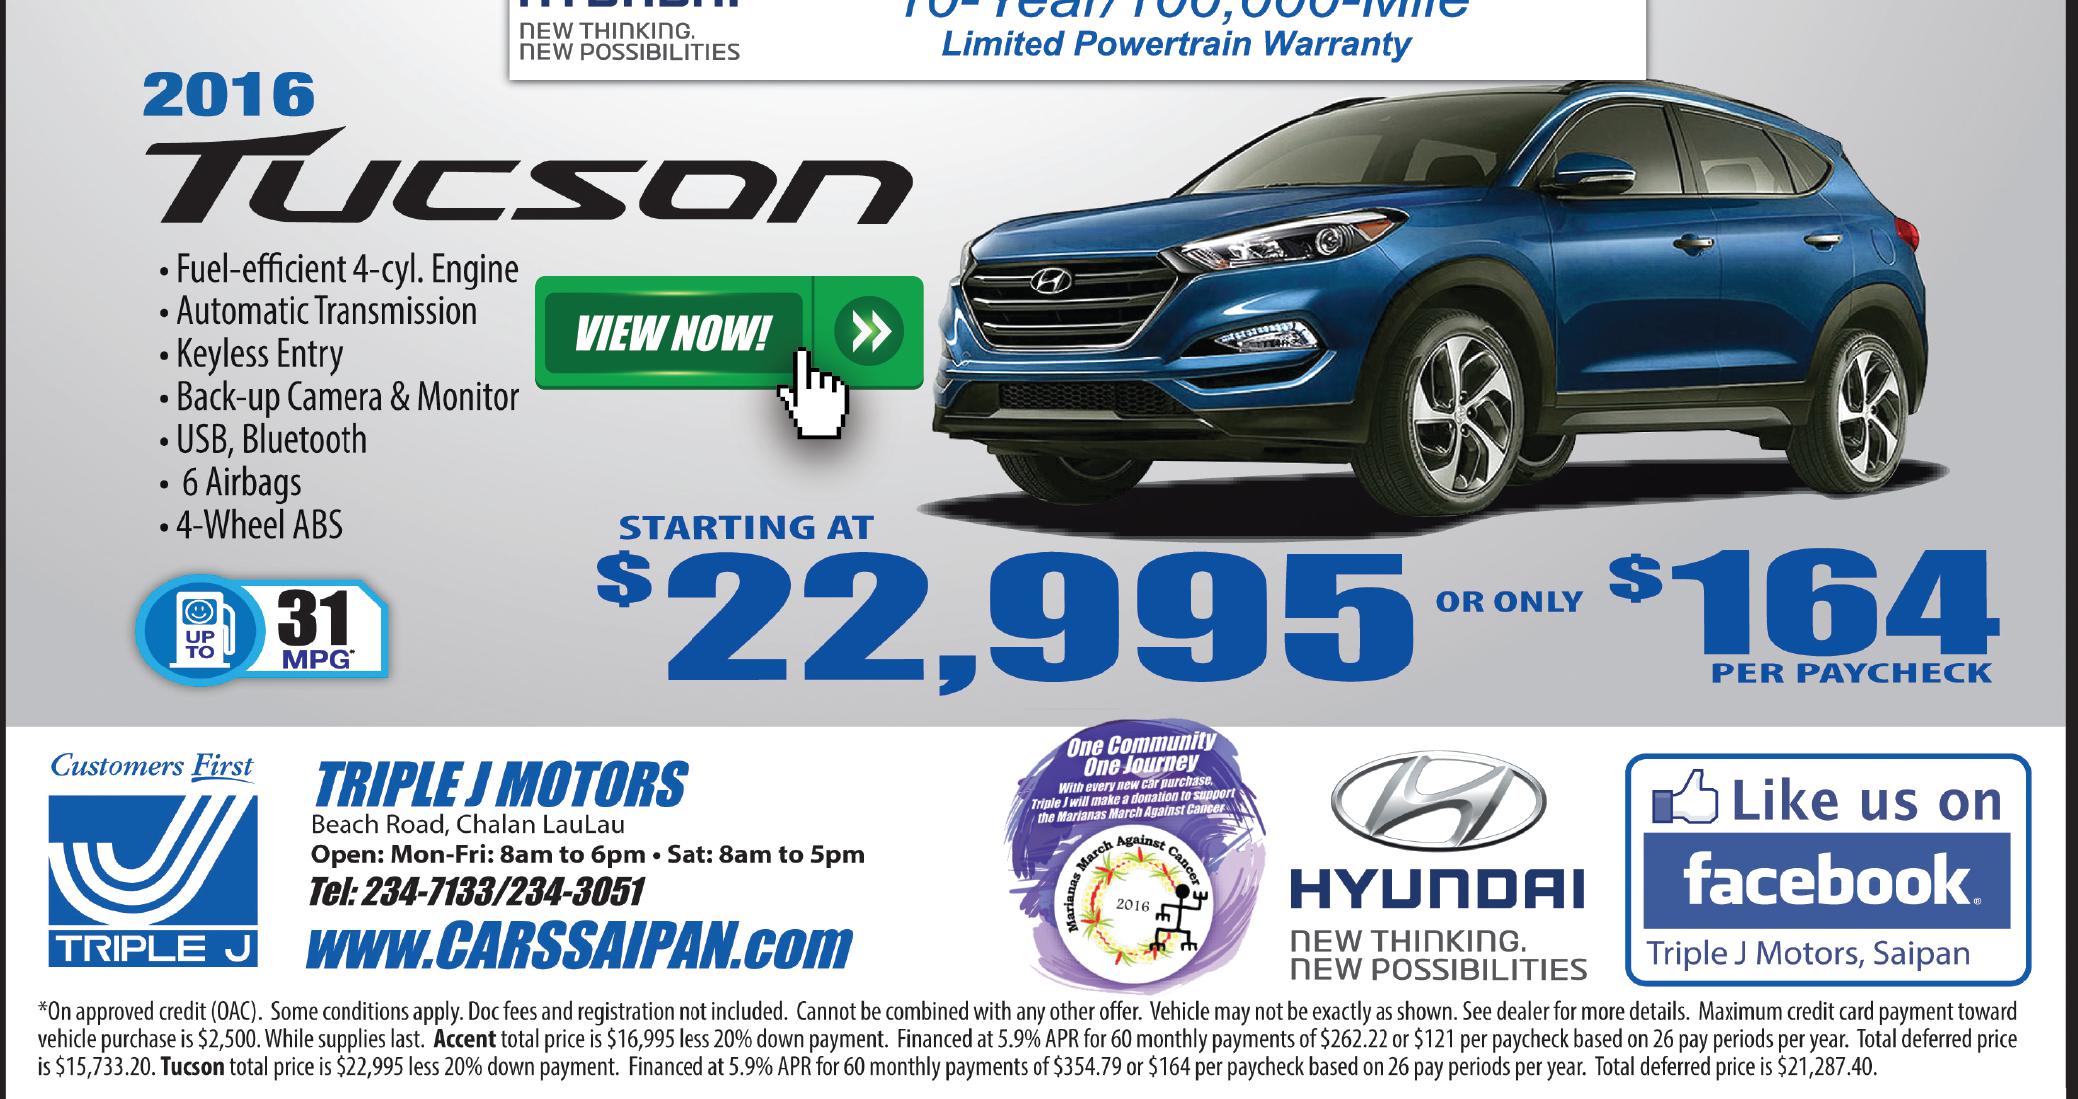 HYUNDAI
NEW THINKING.
NEW POSSIBILITIES
10-Year/100,000-Mile
Limited Powertrain Warranty
2016
Tucson
• Fuel-efficient 4-cyl. Engine
• Automatic Transmission
• Keyless Entry
• Back-up Camera & Monitor
• USB, Bluetooth
• 6 Airbags
• 4-Wheel ABS
VIEW NOW!
UP
TO
31
MPG*
STARTING AT
$22,995 OR ONLY $164
PER PAYCHECK
Customers First
TRIPLE J
TRIPLE J MOTORS
Beach Road, Chalan LauLau
Open: Mon-Fri: 8am to 6pm • Sat: 8am to 5pm
Tel: 234-7133/234-3051
www.CARSSAIPAN.com
One Community
One Journey
With every new car purchase,
Triple J will make a donation to support
the Marianas March Against Cancer
Marianas March Against Cancer
2016
HYUNDAI
NEW THINKING.
NEW POSSIBILITIES
Like us on
facebook®
Triple J Motors, Saipan
*On approved credit (OAC). Some conditions apply. Doc fees and registration not included. Cannot be combined with any other offer. Vehicle may not be exactly as shown. See dealer for more details. Maximum credit card payment toward
vehicle purchase is $2,500. While supplies last. Accent total price is $16,995 less 20% down payment. Financed at 5.9% APR for 60 monthly payments of $262.22 or $121 per paycheck based on 26 pay periods per year. Total deferred price
is $15,733.20. Tucson total price is $22,995 less 20% down payment. Financed at 5.9% APR for 60 monthly payments of $354.79 or $164 per paycheck based on 26 pay periods per year. Total deferred price is $21,287.40.